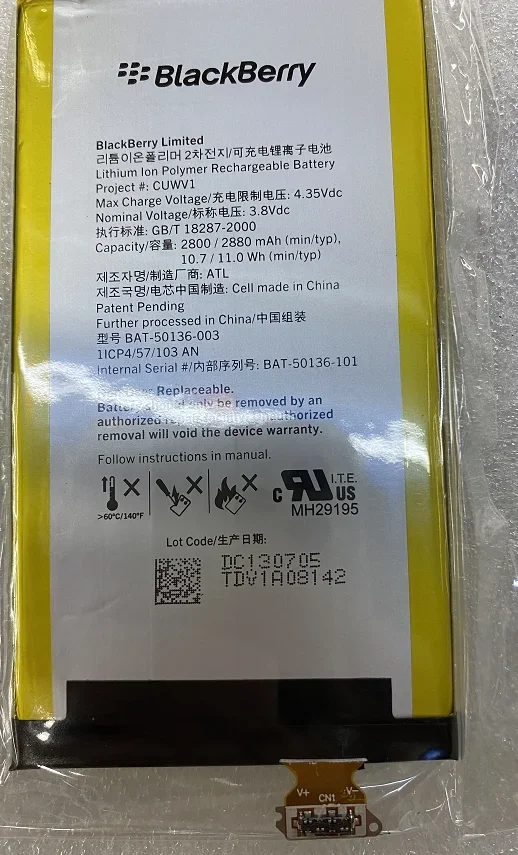 BlackBerry
BlackBerry Limited
리튬이온폴리머 2차전지/可充电锂离子电池
Lithium Ion Polymer Rechargeable Battery
Project #: CUWV1
Max Charge Voltage/充电限制电压: 4.35Vdc
Nominal Voltage/标称电压: 3.8Vdc
执行标准: GB/T 18287-2000
Capacity/容量: 2800 / 2880 mAh (min/typ),
10.7 / 11.0 Wh (min/typ)
제조자명/制造厂商: ATL
제조국명/电芯中国制造: Cell made in China
Patent Pending
Further processed in China/中国组装
型号 BAT-50136-003
1ICP4/57/103 AN
Internal Serial #/内部序列号: BAT-50136-101
Replaceable.
only be removed by an
authorized
removal will void the device warranty.
Follow instructions in manual.
>60°C/140°F
c RU US
I.T.E.
MH29195
Lot Code/生产日期:
DC130705
TDV1A08142
V+ CN1 V-